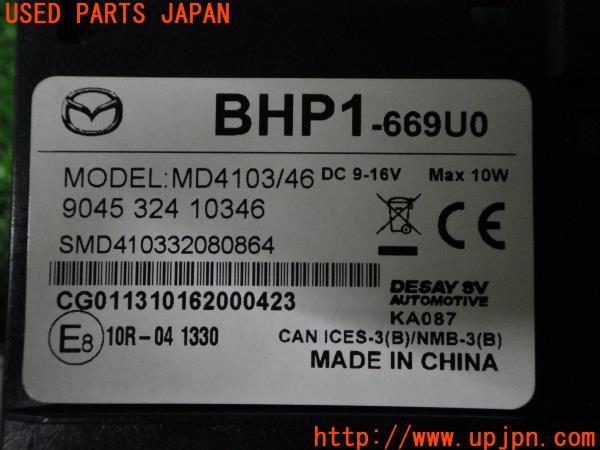 USED PARTS JAPAN
BHP1-669U0
MODEL:MD4103/46 DC 9-16V Max 10W
9045 324 10346
SMD410332080864
CG011310162000423
DESAY SV
AUTOMOTIVE
KA087
E8 10R-04 1330
CAN ICES-3(B)/NMB-3(B)
MADE IN CHINA
CE
UPJ http://www.upjpn.com